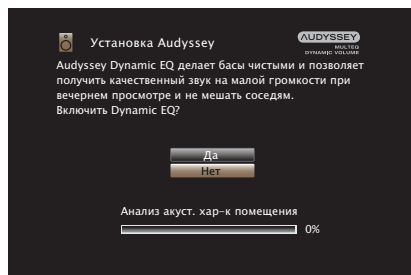 Установка Audyssey
AUDYSSEY
MULTEQ
DYNAMIC VOLUME
Audyssey Dynamic EQ делает басы чистыми и позволяет
получить качественный звук на малой громкости при
вечернем просмотре и не мешать соседям.
Включить Dynamic EQ?
Да
Нет
Анализ акуст. хар-к помещения
0%